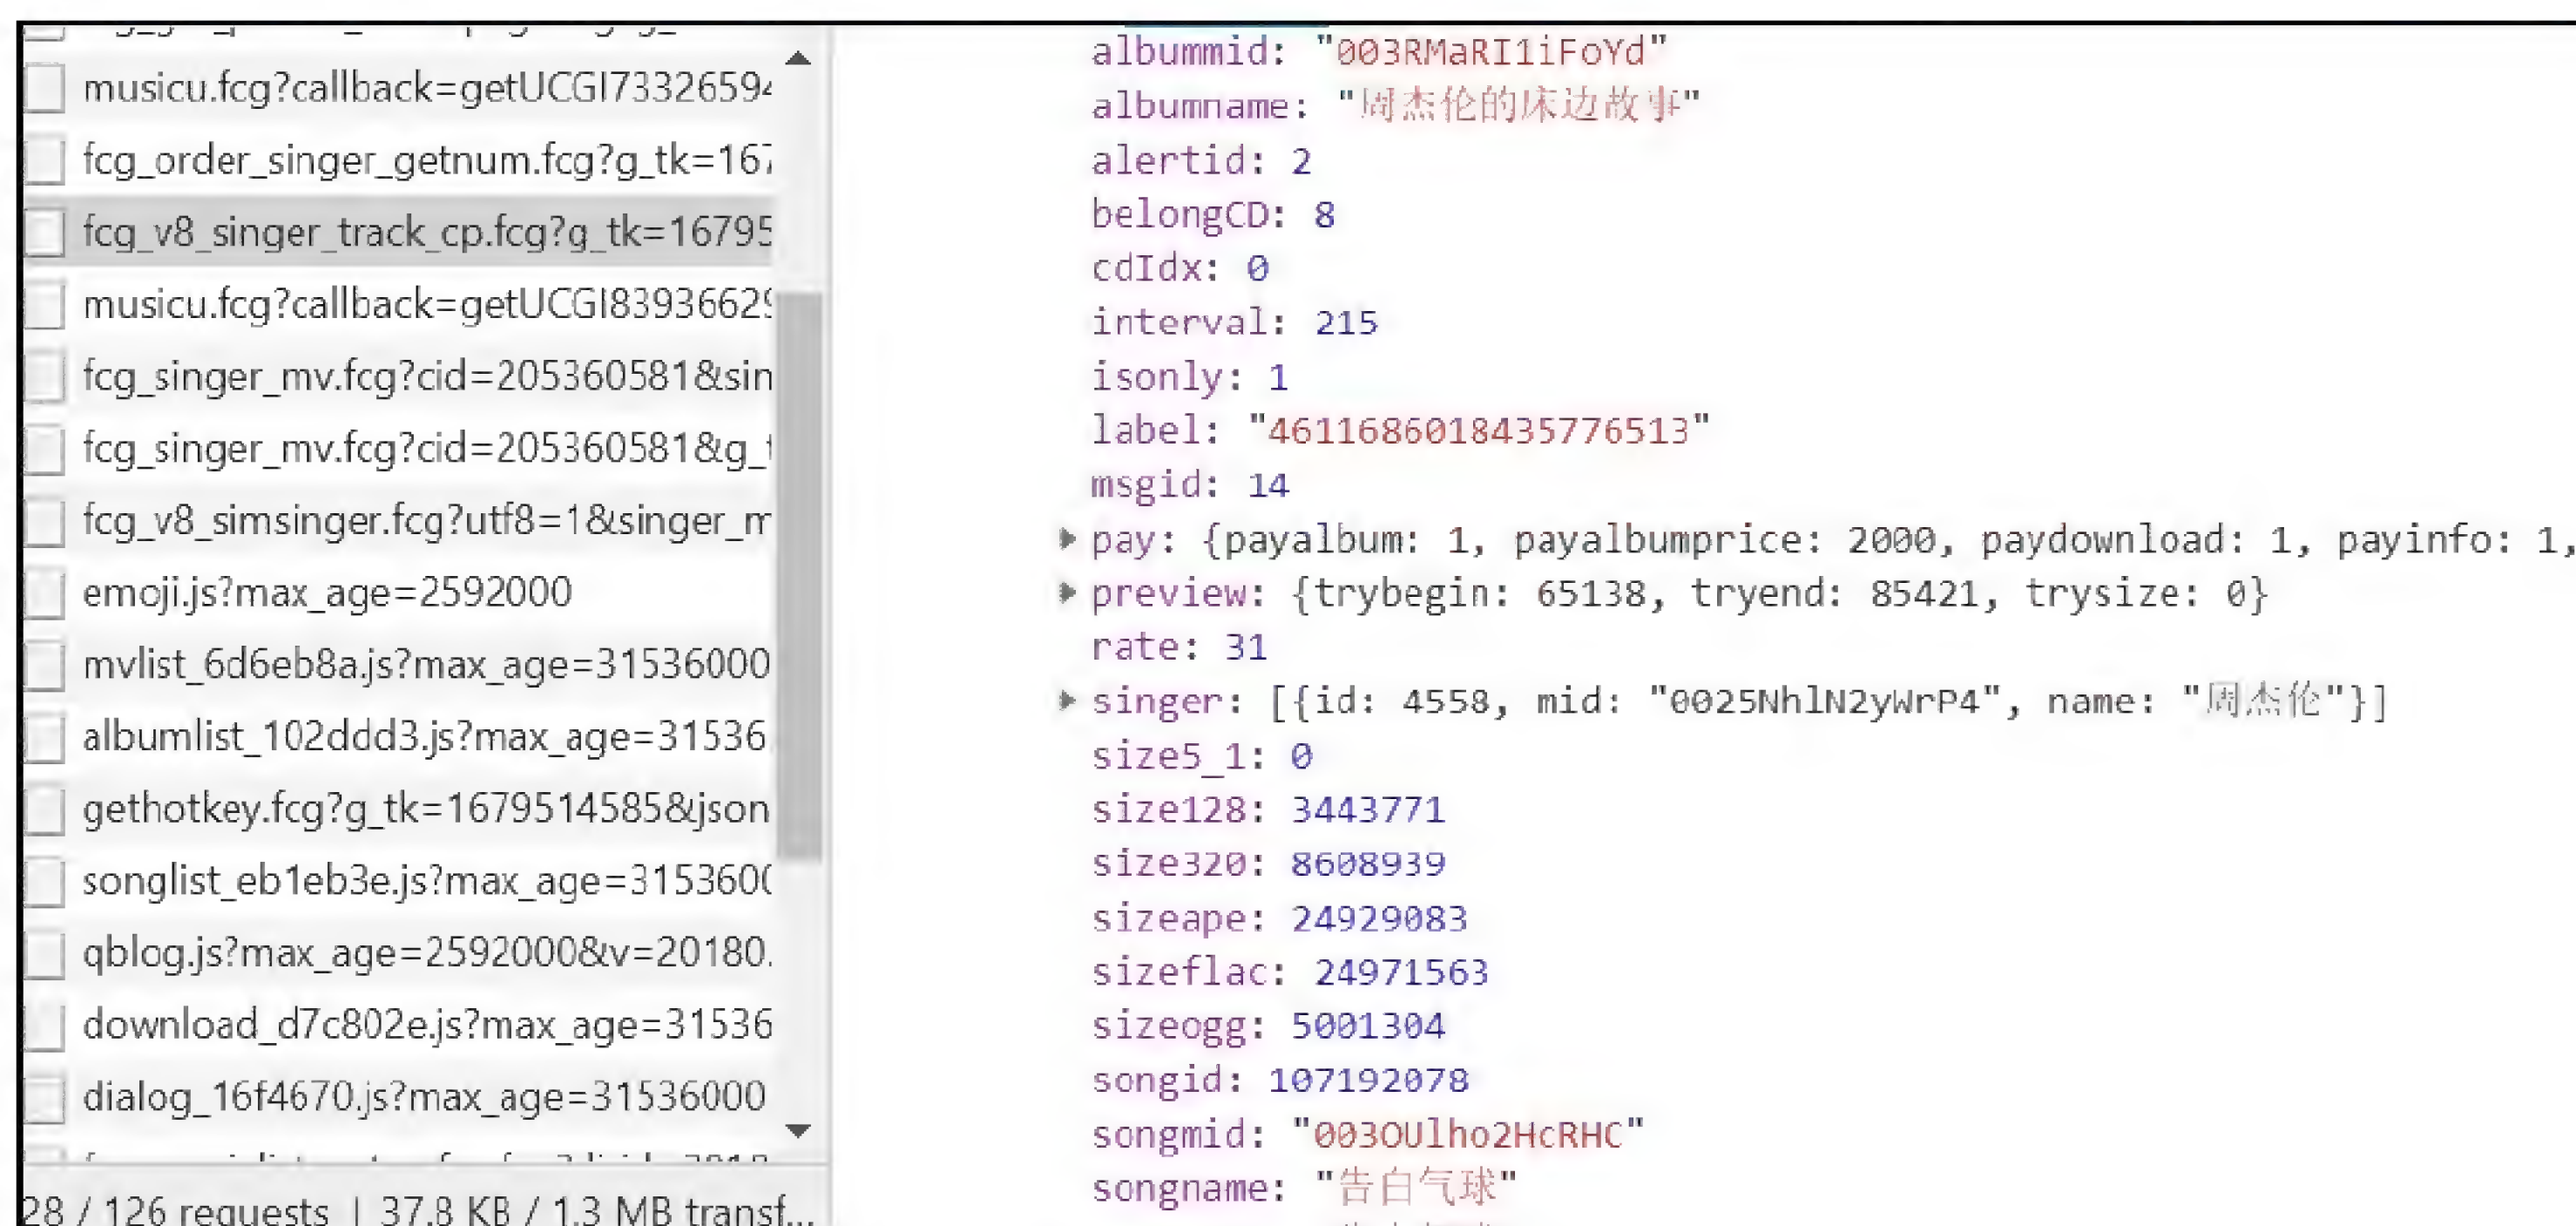 musicu.fcg?callback=getUCGI73326594
fcg_order_singer_getnum.fcg?g_tk=167
fcg_v8_singer_track_cp.fcg?g_tk=16795
musicu.fcg?callback=getUCGI83936629
fcg_singer_mv.fcg?cid=205360581&sin
fcg_singer_mv.fcg?cid=205360581&g_t
fcg_v8_simsinger.fcg?utf8=1&singer_m
emoji.js?max_age=2592000
mvlist_6d6eb8a.js?max_age=31536000
albumlist_102ddd3.js?max_age=31536
gethotkey.fcg?g_tk=1679514585&json
songlist_eb1eb3e.js?max_age=3153600
qblog.js?max_age=2592000&v=20180.
download_d7c802e.js?max_age=31536
dialog_16f4670.js?max_age=31536000
28 / 126 requests | 37.8 KB / 1.3 MB transf...
albummid: "003RMaRI1iFoYd"
albumname: "周杰伦的床边故事"
alertid: 2
belongCD: 8
cdIdx: 0
interval: 215
isonly: 1
label: "4611686018435776513"
msgid: 14
pay: {payalbum: 1, payalbumprice: 2000, paydownload: 1, payinfo: 1,
preview: {trybegin: 65138, tryend: 85421, trysize: 0}
rate: 31
singer: [{id: 4558, mid: "0025NhlN2yWrP4", name: "周杰伦"}]
size5_1: 0
size128: 3443771
size320: 8608939
sizeape: 24929083
sizeflac: 24971563
sizeogg: 5001304
songid: 107192078
songmid: "003OUlho2HcRHC"
songname: "告白气球"